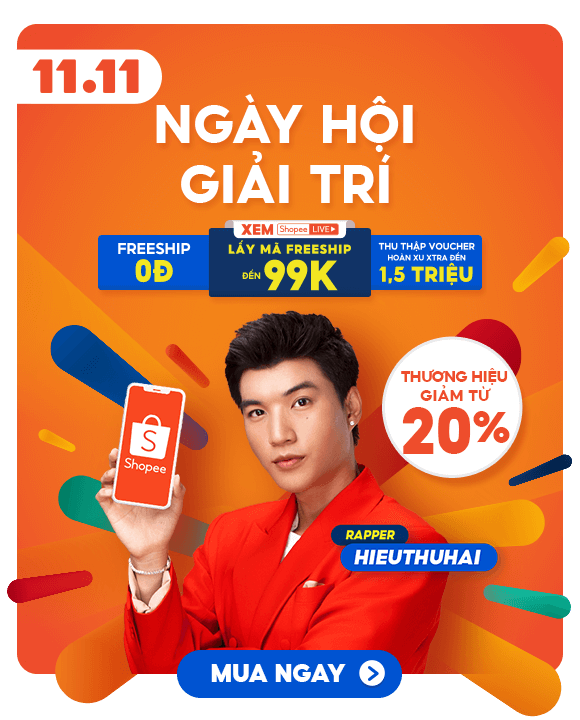 11.11
NGÀY HỘI
GIẢI TRÍ
XEM Shopee LIVE
FREESHIP
0Đ
LẤY MÃ FREESHIP
ĐẾN 99K
THU THẬP VOUCHER
HOÀN XU XTRA ĐẾN
1,5 TRIỆU
THƯƠNG HIỆU
GIẢM TỪ
20%
S
Shopee
RAPPER
HIEUTHUHAI
MUA NGAY